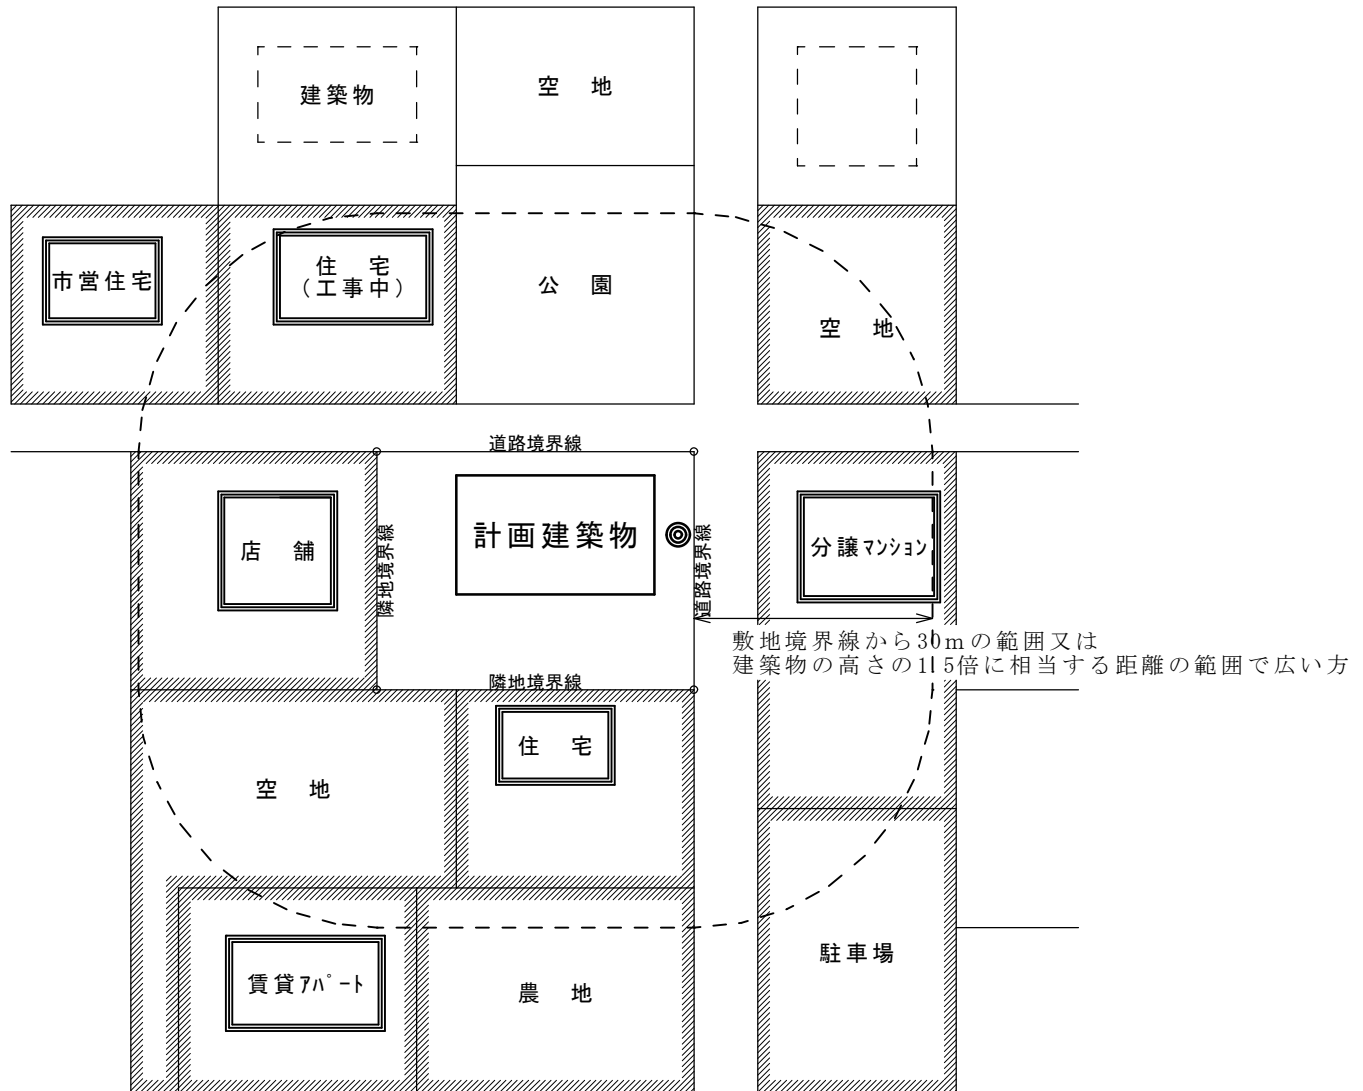 建築物
空 地
市営住宅
住 宅
（工事中）
公 園
空 地
道路境界線
店 舗
隣地境界線
計画建築物
道路境界線
分譲マンション
敷地境界線から30mの範囲又は
建築物の高さの1.5倍に相当する距離の範囲で広い方
隣地境界線
住 宅
空 地
賃貸アパート
農 地
駐車場